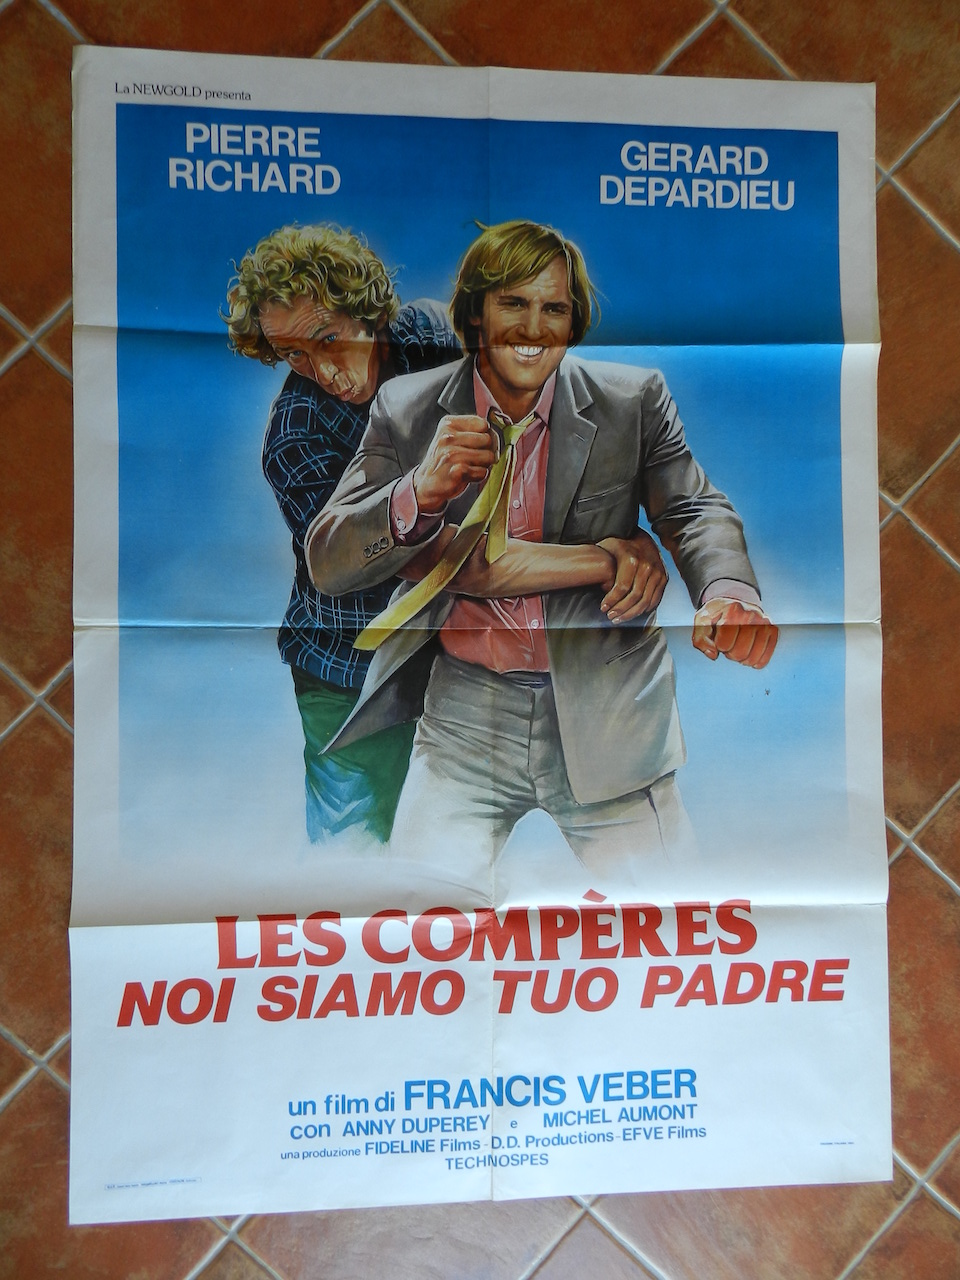 La NEWGOLD presenta
PIERRE
RICHARD
GERARD
DEPARDIEU
LES COMPÈRES
NOI SIAMO TUO PADRE
un film di FRANCIS VEBER
con ANNY DUPEREY e MICHEL AUMONT
una produzione FIDELINE Films - D.D. Productions - EFVE Films
TECHNOSPES